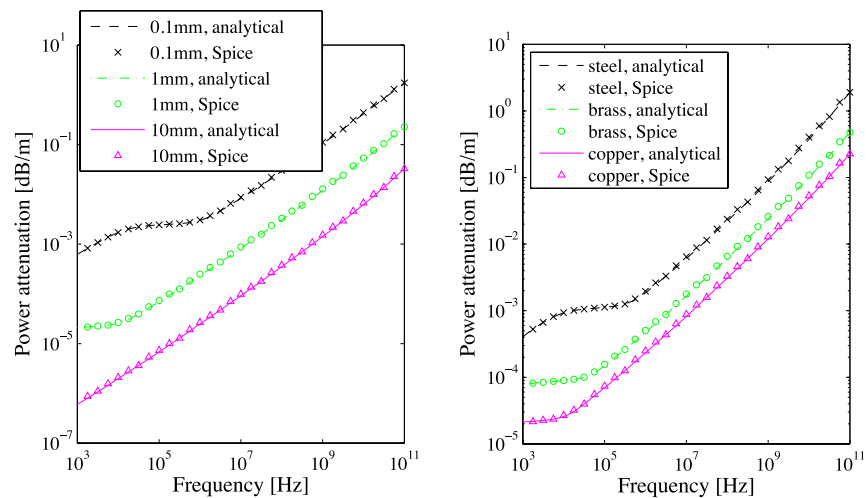 0.1mm, analytical
0.1mm, Spice
1mm, analytical
1mm, Spice
10mm, analytical
10mm, Spice
10^1
10^-1
10^-3
10^-5
10^-7
Power attenuation [dB/m]
10^3 10^5 10^7 10^9 10^11
Frequency [Hz]
steel, analytical
steel, Spice
brass, analytical
brass, Spice
copper, analytical
copper, Spice
10^1
10^0
10^-1
10^-2
10^-3
10^-4
10^-5
Power attenuation [dB/m]
10^3 10^5 10^7 10^9 10^11
Frequency [Hz]